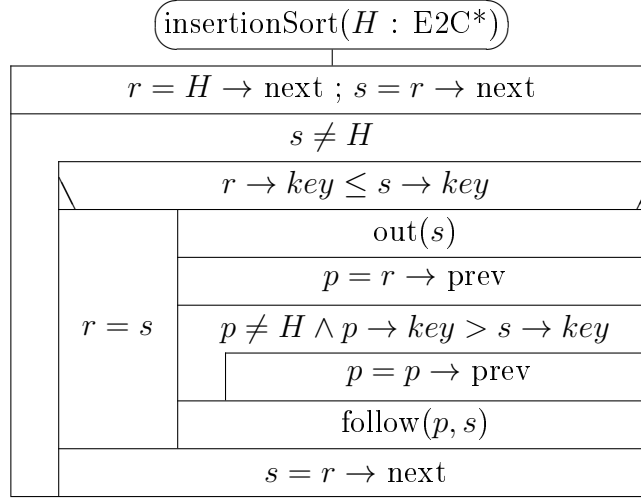 insertionSort(H : E2C*)
r = H → next ; s = r → next
s ≠ H
r → key ≤ s → key
r = s
out(s)
p = r → prev
p ≠ H ∧ p → key > s → key
p = p → prev
follow(p, s)
s = r → next